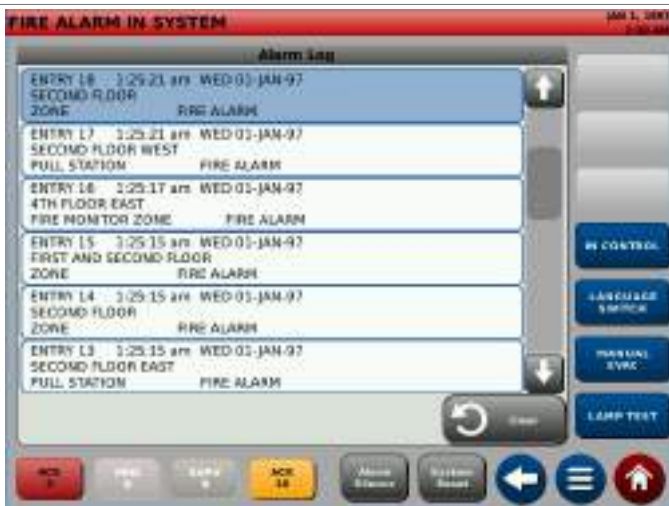 FIRE ALARM IN SYSTEM
JAN 1, 1997
Alarm Log
ENTRY 18 1:25:21 am WED 01-JAN-97
SECOND FLOOR
ZONE FIRE ALARM
ENTRY 17 1:25:21 am WED 01-JAN-97
SECOND FLOOR WEST
PULL STATION FIRE ALARM
ENTRY 16 1:25:17 am WED 01-JAN-97
4TH FLOOR EAST
FIRE MONITOR ZONE FIRE ALARM
ENTRY 15 1:25:15 am WED 01-JAN-97
FIRST AND SECOND FLOOR
ZONE FIRE ALARM
ENTRY 14 1:25:15 am WED 01-JAN-97
SECOND FLOOR
ZONE FIRE ALARM
ENTRY 13 1:25:15 am WED 01-JAN-97
SECOND FLOOR EAST
PULL STATION FIRE ALARM
IN CONTROL
LANGUAGE
SWITCH
MANUAL
EVAC
LAMP TEST
ACK
ACK
Alarm
Silence
System
Reset